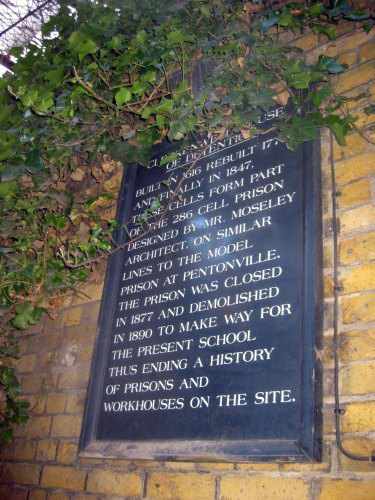 OF DETENTION
BUILT IN 1616 REBUILT
AND FINALLY IN 1847.
THESE CELLS FORM PART
OF THE 286 CELL PRISON
DESIGNED BY MR. MOSELEY
ARCHITECT, ON SIMILAR
LINES TO THE MODEL
PRISON AT PENTONVILLE.
THE PRISON WAS CLOSED
IN 1877 AND DEMOLISHED
IN 1890 TO MAKE WAY FOR
THE PRESENT SCHOOL
THUS ENDING A HISTORY
OF PRISONS AND
WORKHOUSES ON THE SITE.